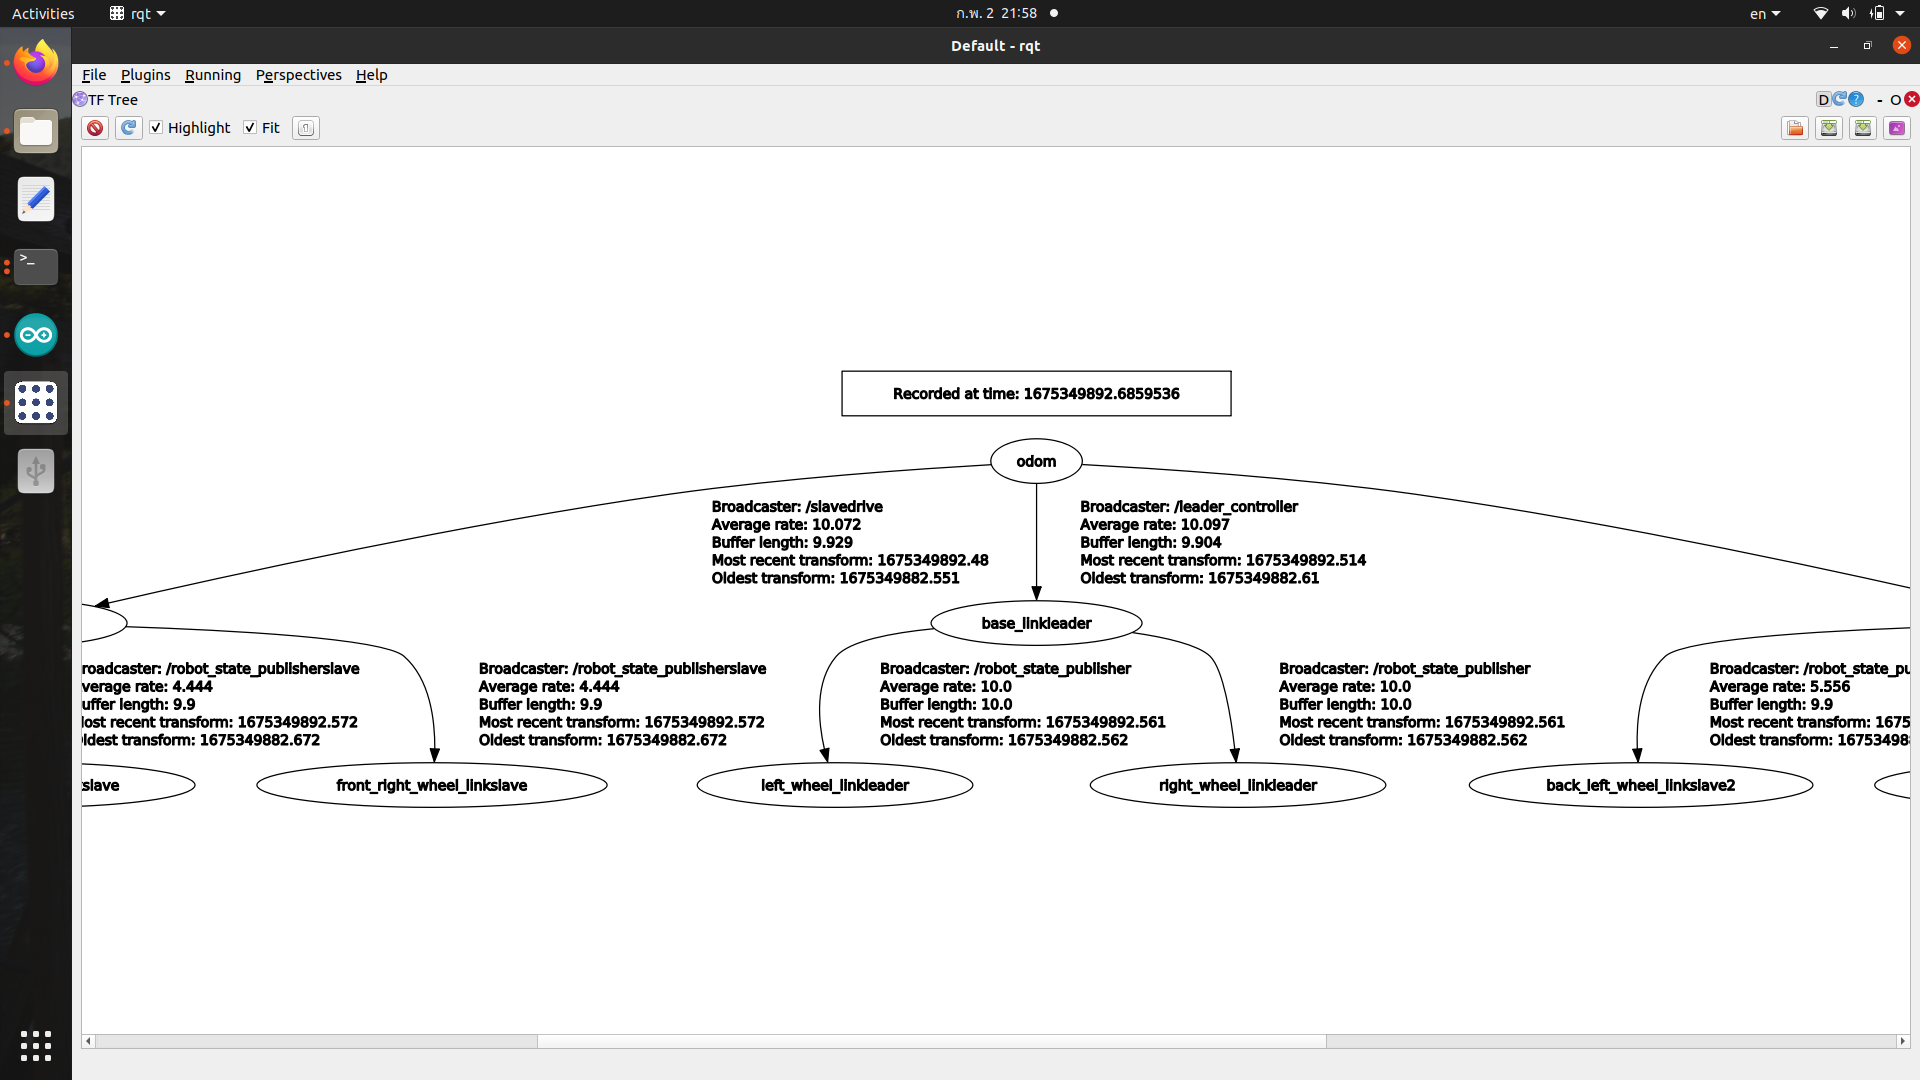 Activities
rqt
ก.พ. 2 21:58
en
Default - rqt
File Plugins Running Perspectives Help
TF Tree
D
- O
Highlight
Fit
Recorded at time: 1675349892.6859536
odom
Broadcaster: /slavedrive
Average rate: 10.072
Buffer length: 9.929
Most recent transform: 1675349892.48
Oldest transform: 1675349882.551
Broadcaster: /leader_controller
Average rate: 10.097
Buffer length: 9.904
Most recent transform: 1675349892.514
Oldest transform: 1675349882.61
base_linkleader
roadcaster: /robot_state_publisherslave
verage rate: 4.444
uffer length: 9.9
ost recent transform: 1675349892.572
ldest transform: 1675349882.672
Broadcaster: /robot_state_publisherslave
Average rate: 4.444
Buffer length: 9.9
Most recent transform: 1675349892.572
Oldest transform: 1675349882.672
Broadcaster: /robot_state_publisher
Average rate: 10.0
Buffer length: 10.0
Most recent transform: 1675349892.561
Oldest transform: 1675349882.562
Broadcaster: /robot_state_publisher
Average rate: 10.0
Buffer length: 10.0
Most recent transform: 1675349892.561
Oldest transform: 1675349882.562
Broadcaster: /robot_state_pu
Average rate: 5.556
Buffer length: 9.9
Most recent transform: 1675
Oldest transform: 16753498
slave
front_right_wheel_linkslave
left_wheel_linkleader
right_wheel_linkleader
back_left_wheel_linkslave2